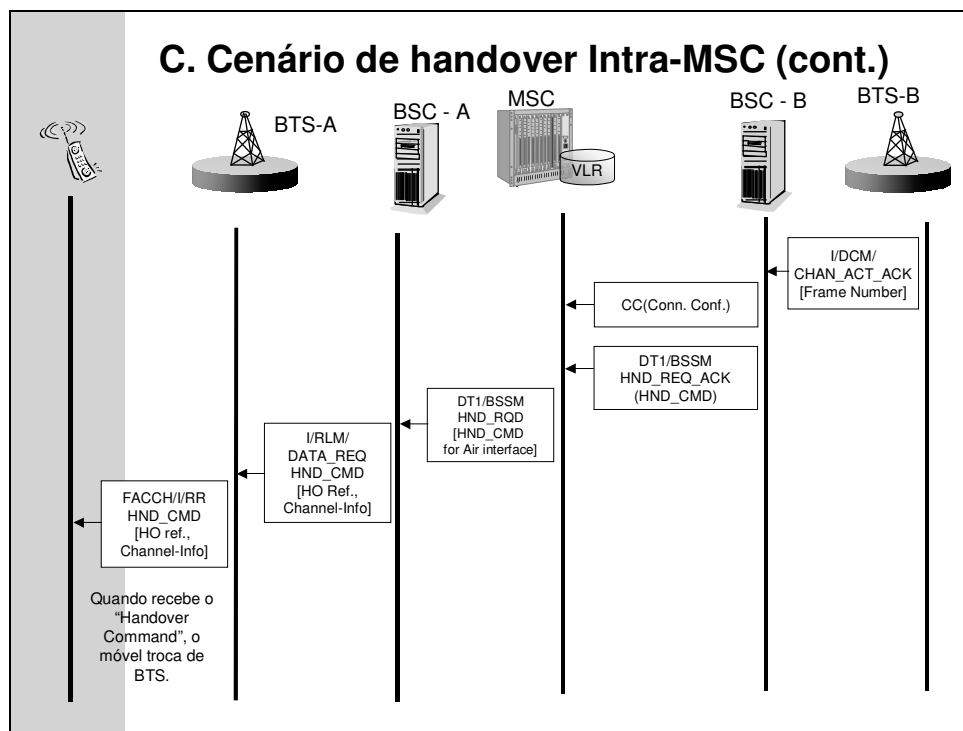 C. Cenário de handover Intra-MSC (cont.)
BTS-A
BSC - A
MSC
VLR
BSC - B
BTS-B
I/DCM/
CHAN_ACT_ACK
[Frame Number]
CC(Conn. Conf.)
DT1/BSSM
HND_REQ_ACK
(HND_CMD)
DT1/BSSM
HND_RQD
[HND_CMD
for Air interface]
I/RLM/
DATA_REQ
HND_CMD
[HO Ref.,
Channel-Info]
FACCH/I/RR
HND_CMD
[HO ref.,
Channel-Info]
Quando recebe o
“Handover
Command”, o
móvel troca de
BTS.